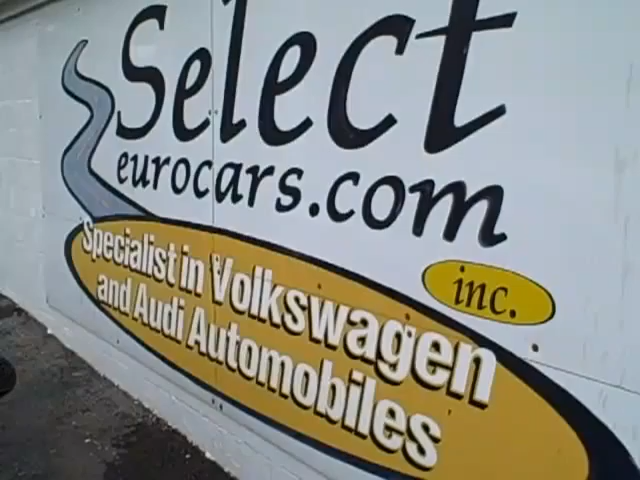 Select
eurocars.com
inc.
Specialist in Volkswagen
and Audi Automobiles